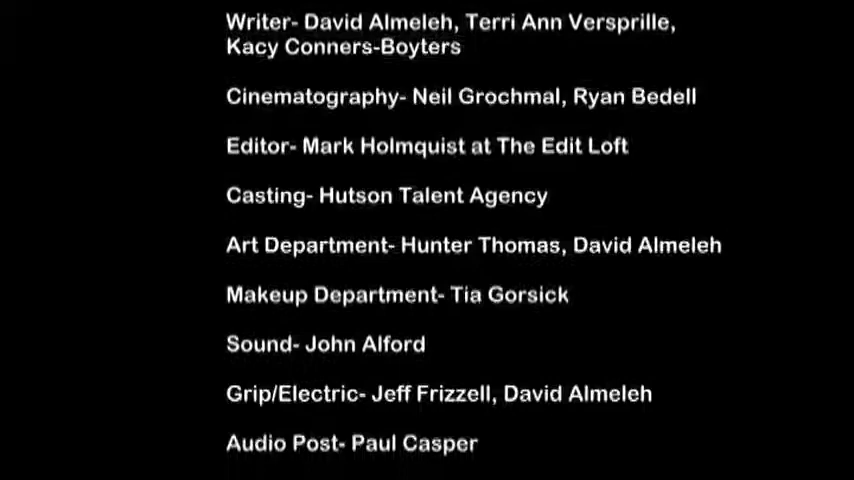 Writer- David Almeleh, Terri Ann Versprille,
Kacy Conners-Boyters
Cinematography- Neil Grochmal, Ryan Bedell
Editor- Mark Holmquist at The Edit Loft
Casting- Hutson Talent Agency
Art Department- Hunter Thomas, David Almeleh
Makeup Department- Tia Gorsick
Sound- John Alford
Grip/Electric- Jeff Frizzell, David Almeleh
Audio Post- Paul Casper